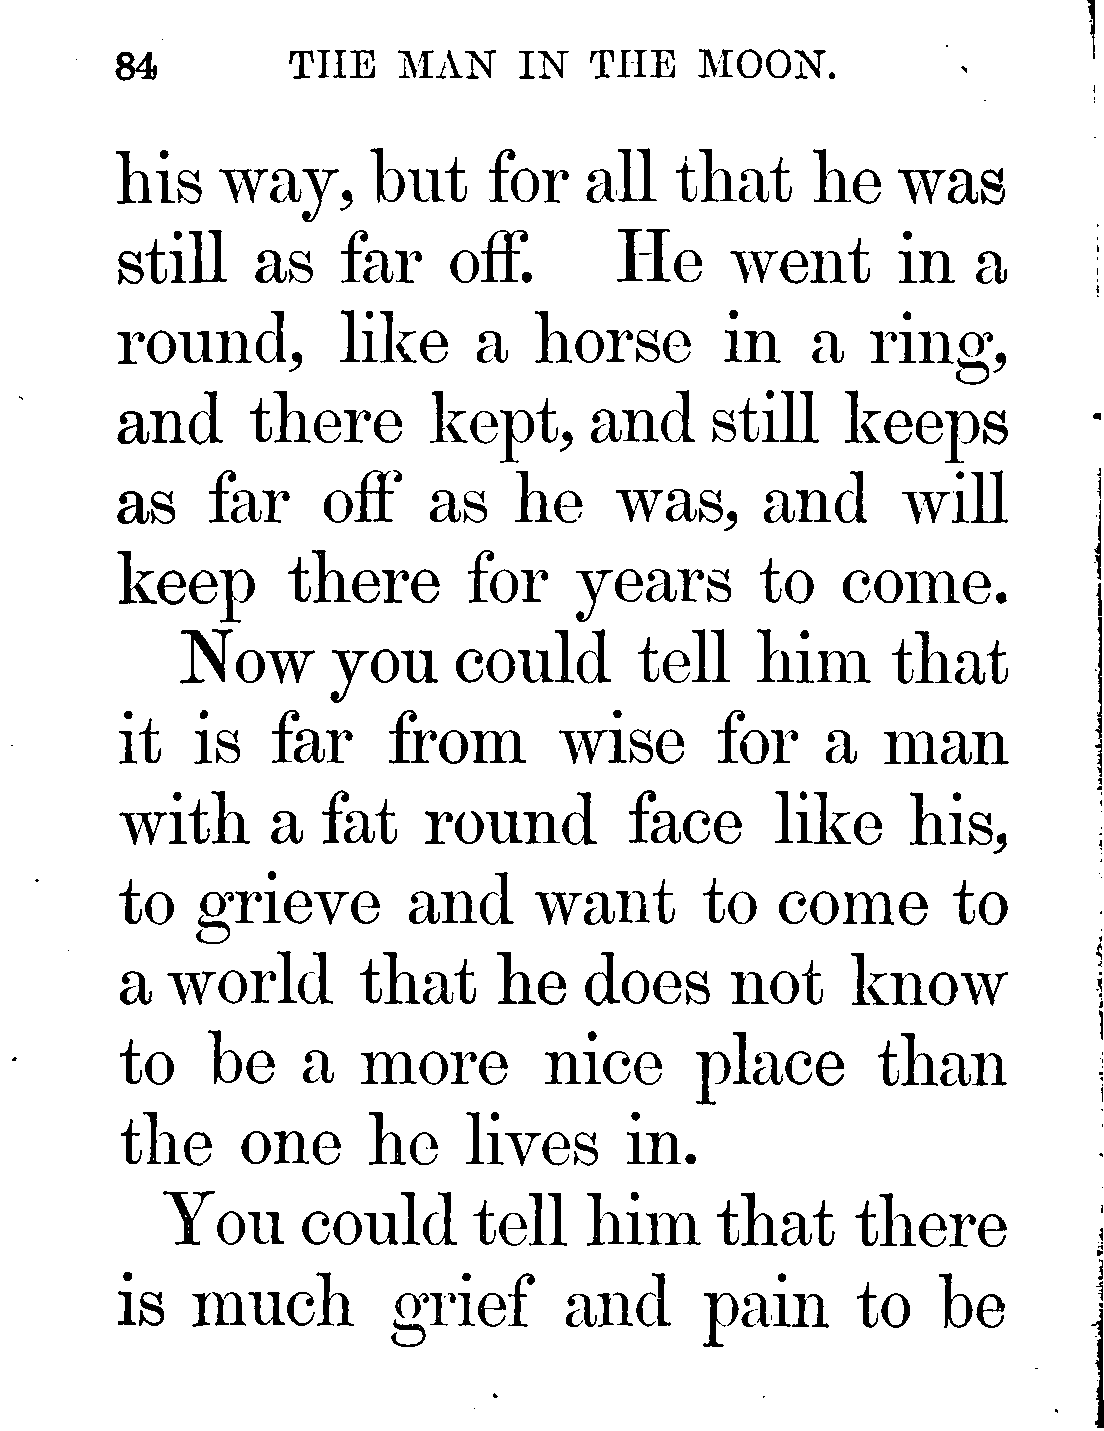 84 THE MAN IN THE MOON.
his way, but for all that he was
still as far off. He went in a
round, like a horse in a ring,
and there kept, and still keeps
as far off as he was, and will
keep there for years to come.
Now you could tell him that
it is far from wise for a man
with a fat round face like his,
to grieve and want to come to
a world that he does not know
to be a more nice place than
the one he lives in.
You could tell him that there
is much grief and pain to be